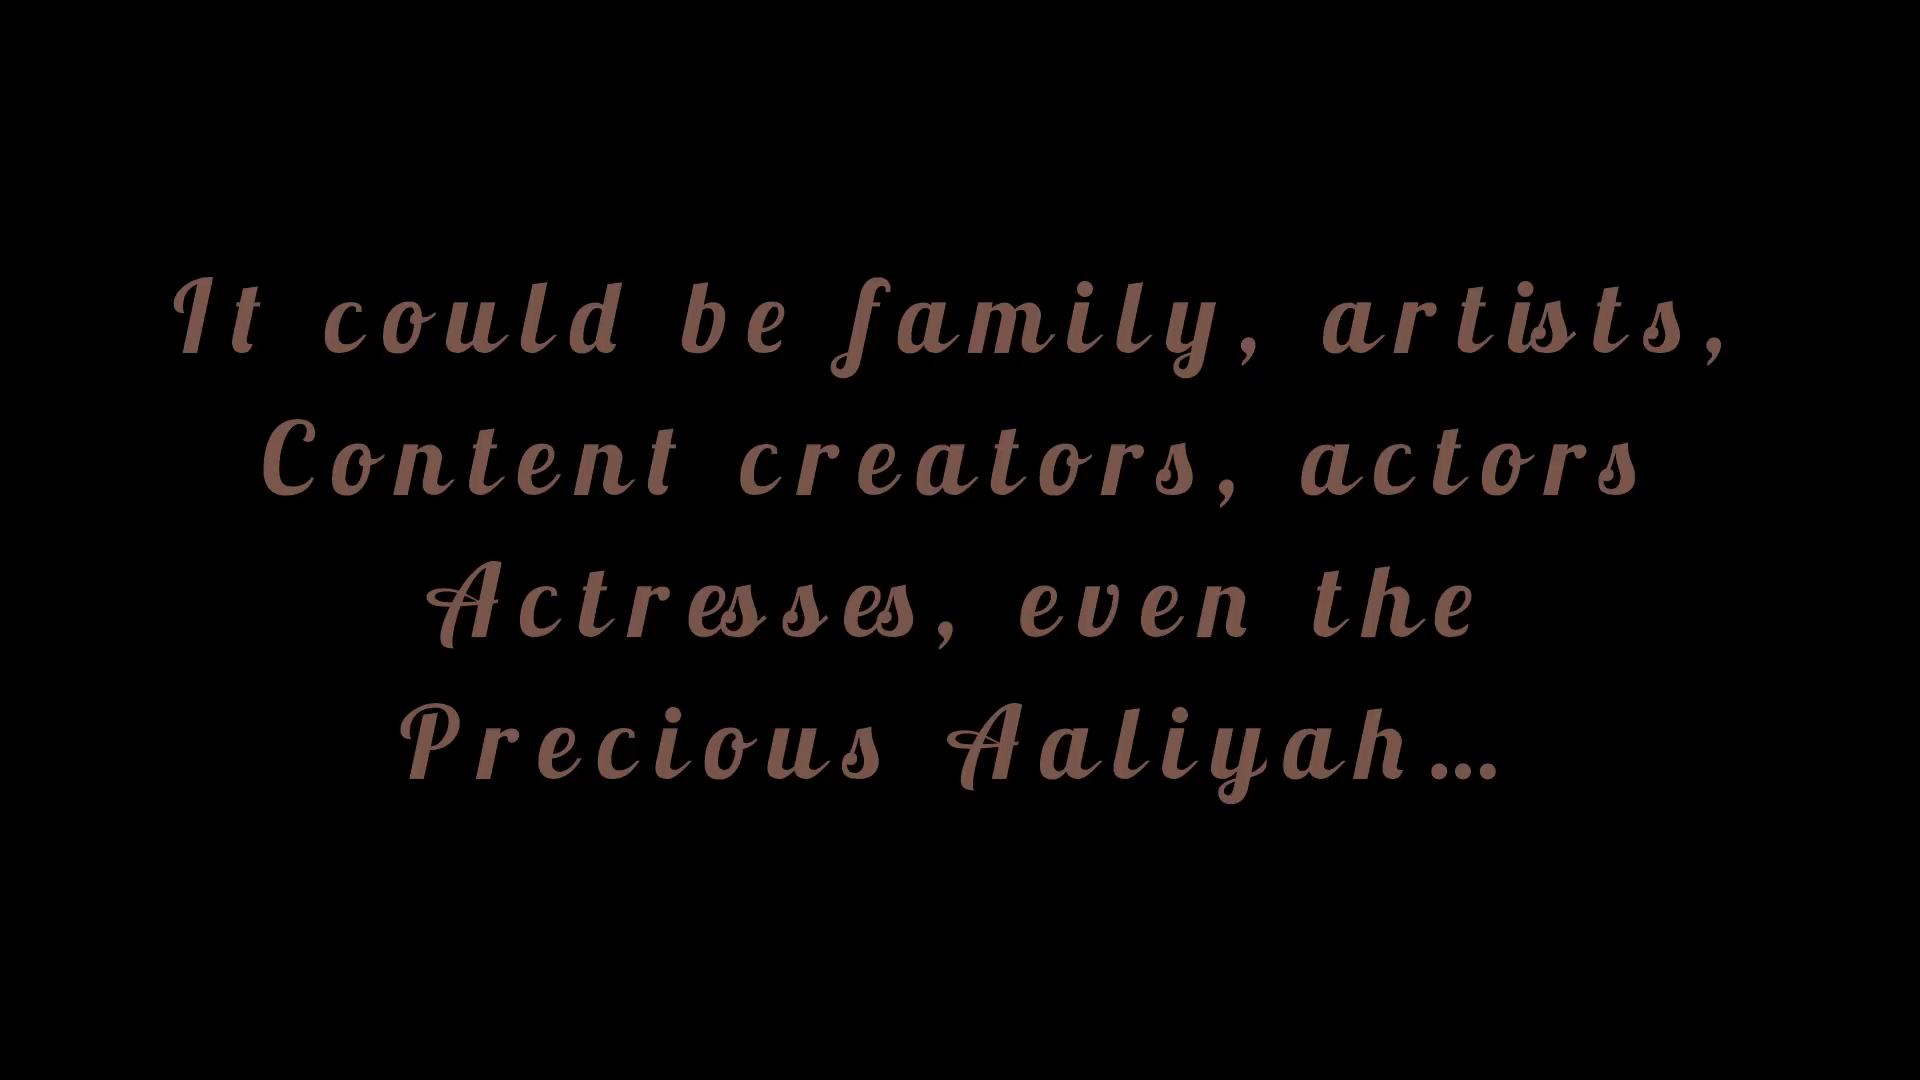 It could be family, artists,
Content creators, actors
Actresses, even the
Precious Aaliyah...